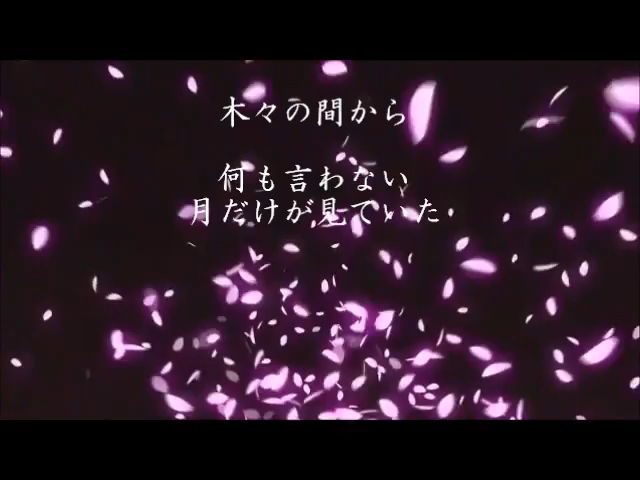 木々の間から
何も言わない
月だけが見ていた